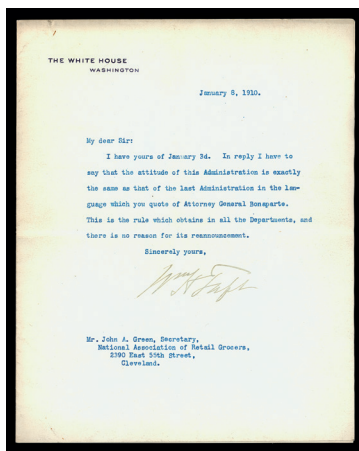 THE WHITE HOUSE
WASHINGTON
January 8, 1910.
My dear Sir:
I have yours of January 3d. In reply I have to
say that the attitude of this Administration is exactly
the same as that of the last Administration in the lan-
guage which you quote of Attorney General Bonaparte.
This is the rule which obtains in all the Departments, and
there is no reason for its reannouncement.
Sincerely yours,
Wm H Taft
Mr. John A. Green, Secretary,
National Association of Retail Grocers,
2390 East 55th Street,
Cleveland.